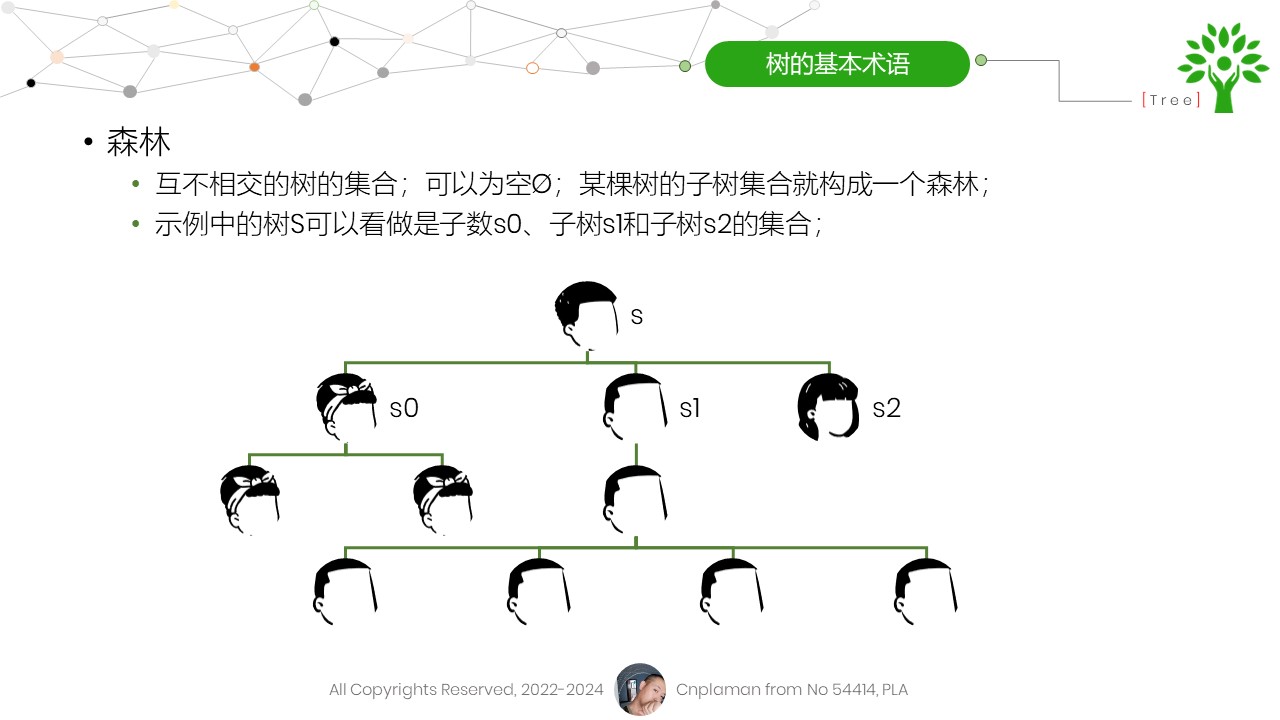 树的基本术语
[Tree]
• 森林
• 互不相交的树的集合；可以为空Ø；某棵树的子树集合就构成一个森林；
• 示例中的树S可以看做是子数s0、子树s1和子树s2的集合；
s
s0
s1
s2
All Copyrights Reserved, 2022-2024
Cnplaman from No 54414, PLA